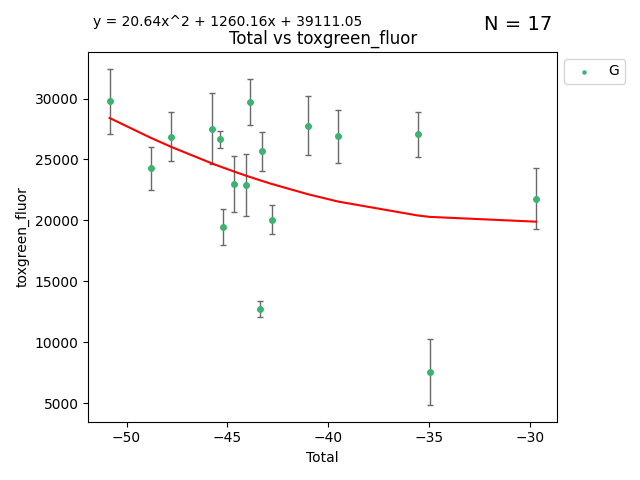 y = 20.64x^2 + 1260.16x + 39111.05
N = 17
Total vs toxgreen_fluor
G
30000
25000
20000
15000
10000
5000
toxgreen_fluor
−50
−45
−40
−35
−30
Total